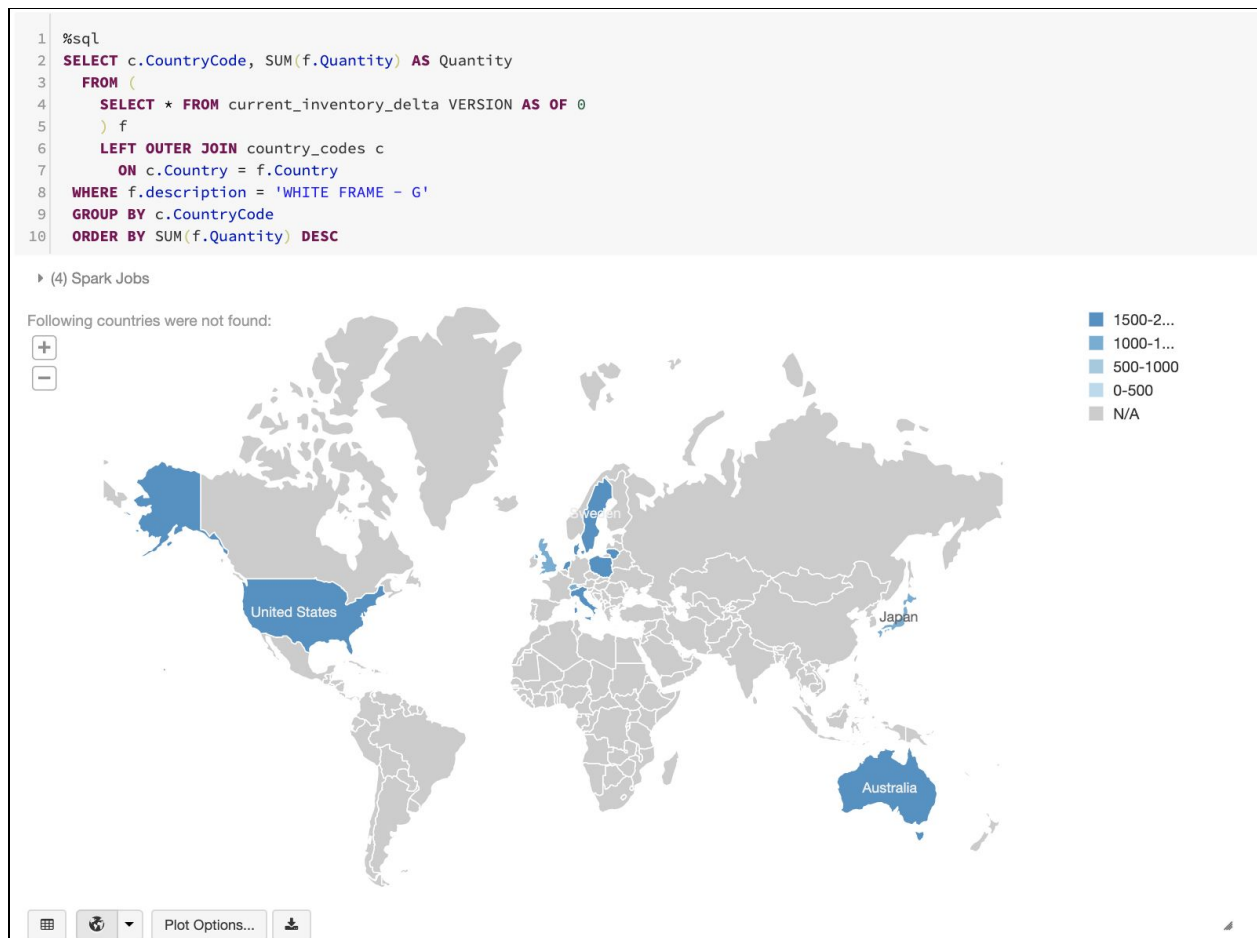 1 %sql
2 SELECT c.CountryCode, SUM(f.Quantity) AS Quantity
3 FROM (
4 SELECT * FROM current_inventory_delta VERSION AS OF 0
5 ) f
6 LEFT OUTER JOIN country_codes c
7 ON c.Country = f.Country
8 WHERE f.description = 'WHITE FRAME - G'
9 GROUP BY c.CountryCode
10 ORDER BY SUM(f.Quantity) DESC
(4) Spark Jobs
Following countries were not found:
+
−
1500-2...
1000-1...
500-1000
0-500
N/A
Sweden
United States
Japan
Australia
Plot Options...